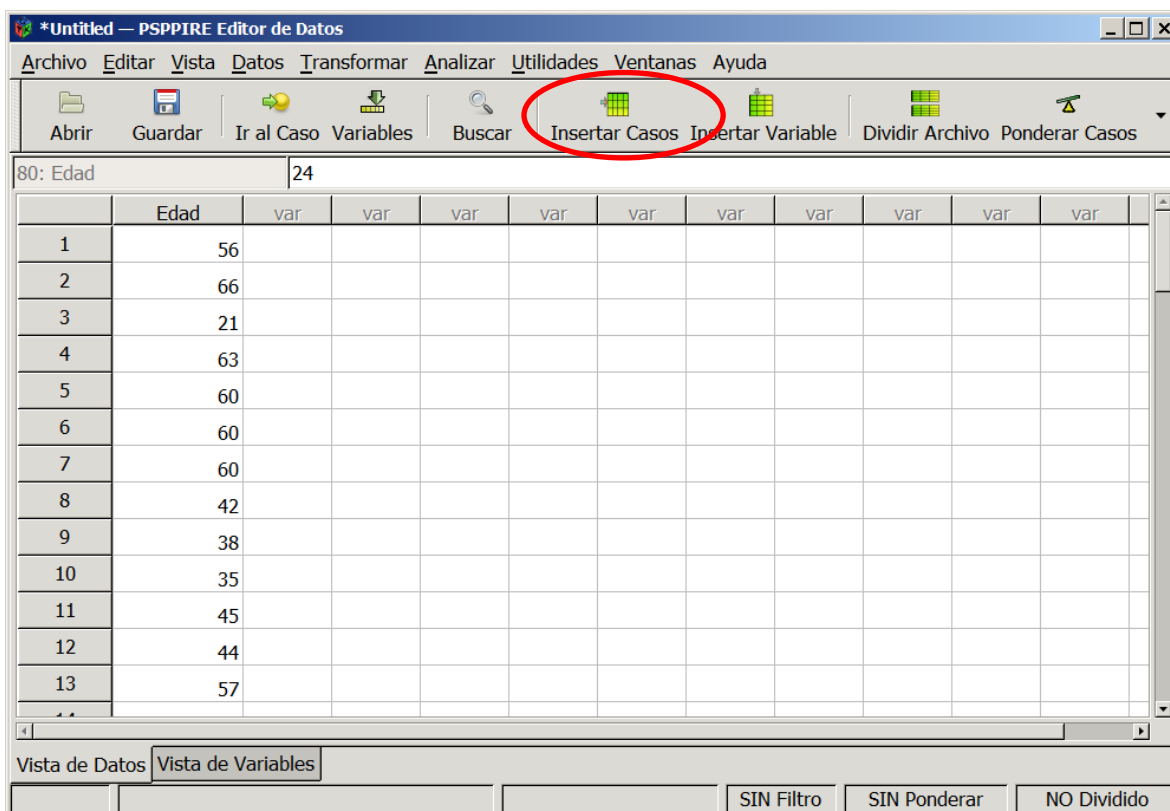 *Untitled — PSPPIRE Editor de Datos
Archivo Editar Vista Datos Transformar Analizar Utilidades Ventanas Ayuda
Abrir Guardar Ir al Caso Variables Buscar Insertar Casos Insertar Variable Dividir Archivo Ponderar Casos
80: Edad 24
Edad var var var var var var var var var var
1 56
2 66
3 21
4 63
5 60
6 60
7 60
8 42
9 38
10 35
11 45
12 44
13 57
Vista de Datos Vista de Variables
SIN Filtro SIN Ponderar NO Dividido